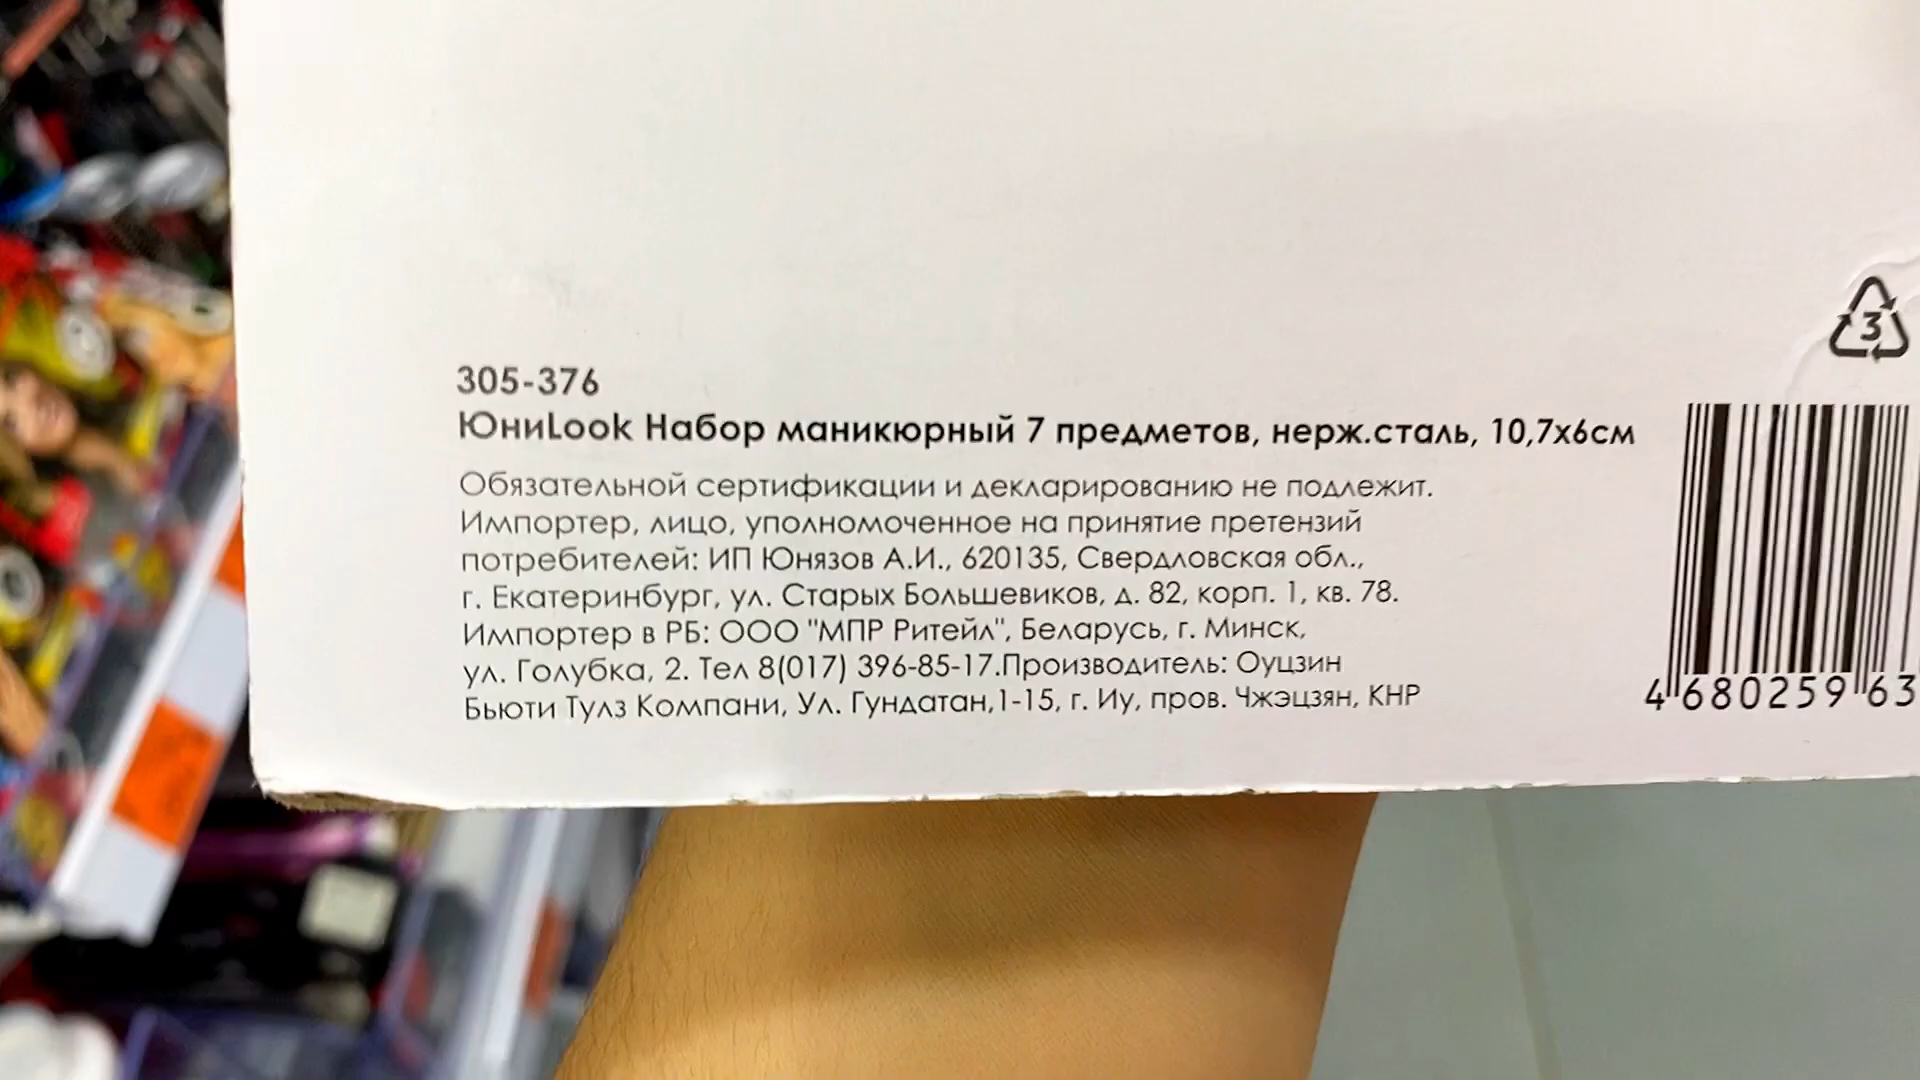 3
305-376
ЮниLook Набор маникюрный 7 предметов, нерж.сталь, 10,7х6см
Обязательной сертификации и декларированию не подлежит.
Импортер, лицо, уполномоченное на принятие претензий
потребителей: ИП Юнязов А.И., 620135, Свердловская обл.,
г. Екатеринбург, ул. Старых Большевиков, д. 82, корп. 1, кв. 78.
Импортер в РБ: ООО "МПР Ритейл", Беларусь, г. Минск,
ул. Голубка, 2. Тел 8(017) 396-85-17.Производитель: Оуцзин
Бьюти Тулз Компани, Ул. Гундатан,1-15, г. Иу, пров. Чжэцзян, КНР
4 680259 63